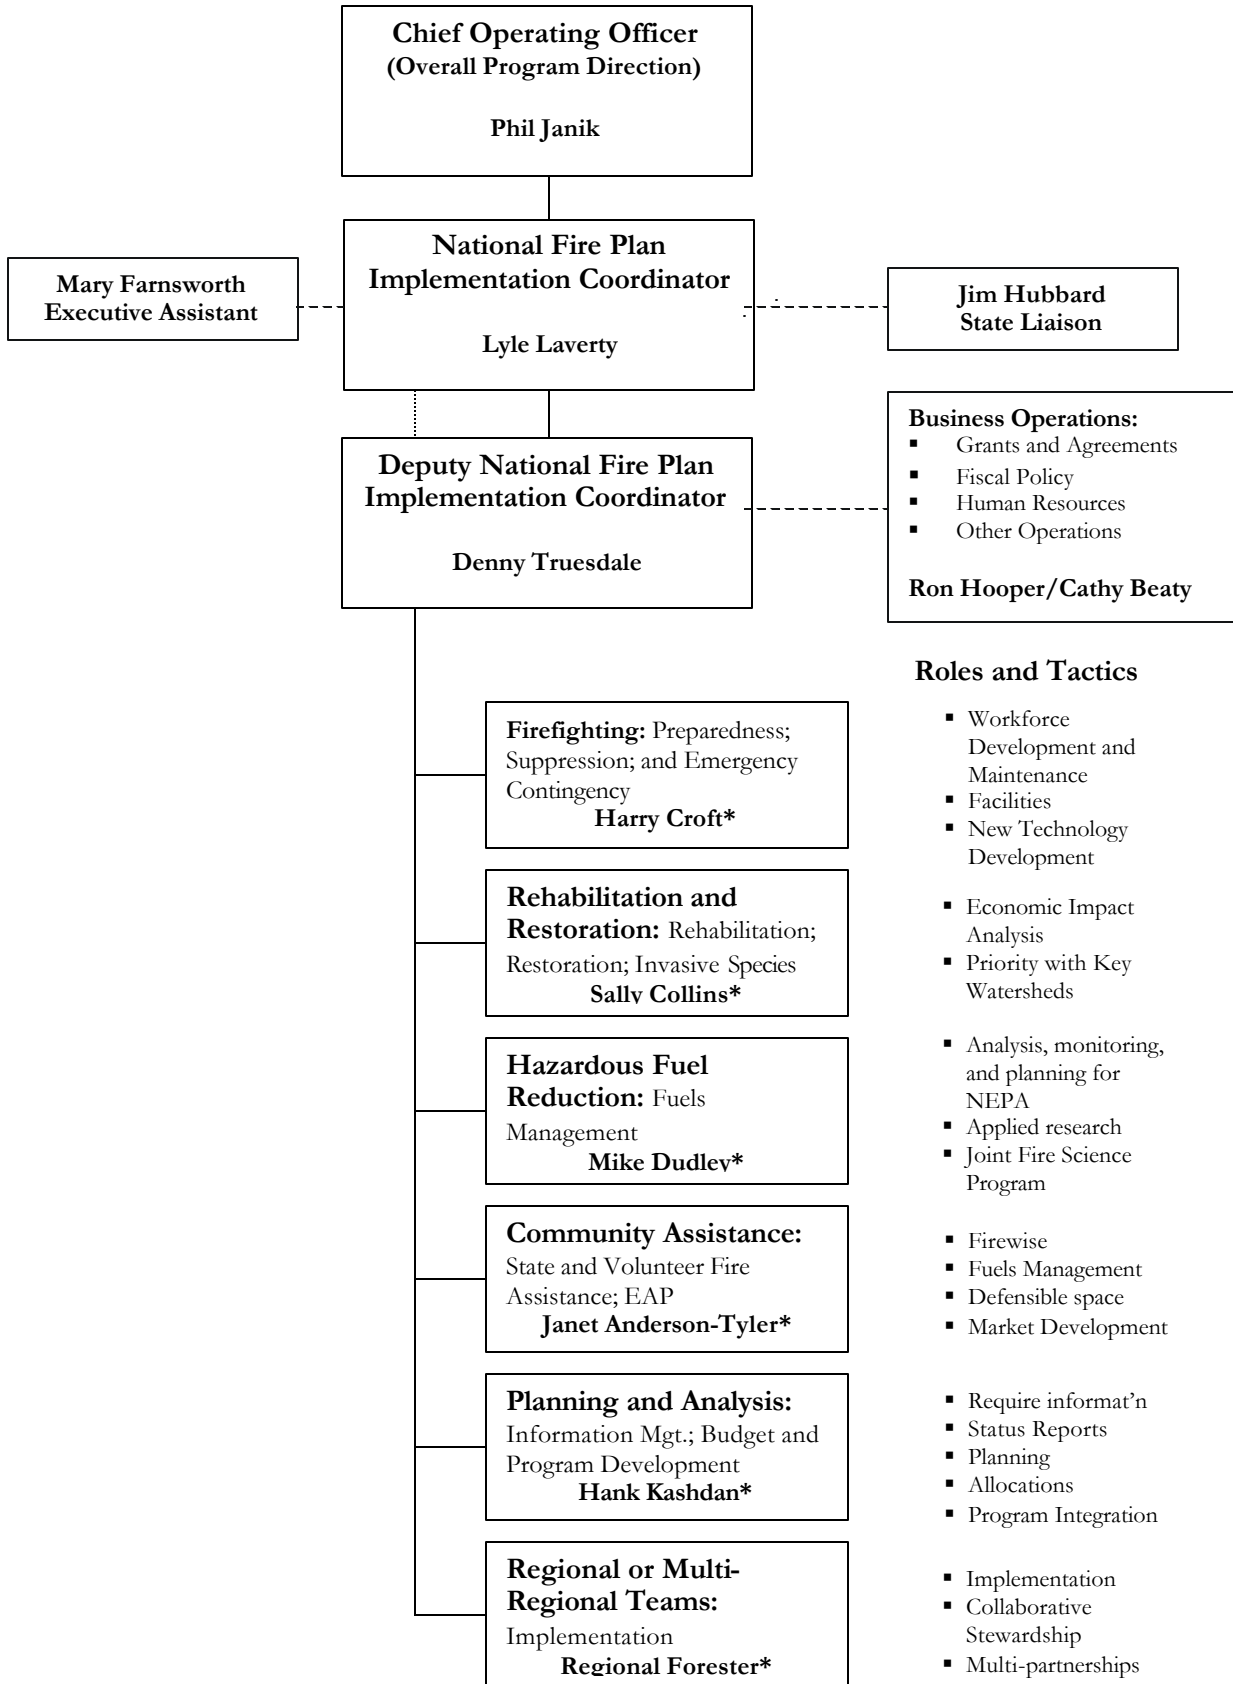 Chief Operating Officer
(Overall Program Direction)
Phil Janik
National Fire Plan
Implementation Coordinator
Lyle Laverty
Mary Farnsworth
Executive Assistant
Jim Hubbard
State Liaison
Deputy National Fire Plan
Implementation Coordinator
Denny Truesdale
Business Operations:
▪ Grants and Agreements
▪ Fiscal Policy
▪ Human Resources
▪ Other Operations
Ron Hooper/Cathy Beaty
Roles and Tactics
Firefighting: Preparedness;
Suppression; and Emergency
Contingency
Harry Croft*
▪ Workforce
Development and
Maintenance
▪ Facilities
▪ New Technology
Development
Rehabilitation and
Restoration: Rehabilitation;
Restoration; Invasive Species
Sally Collins*
▪ Economic Impact
Analysis
▪ Priority with Key
Watersheds
Hazardous Fuel
Reduction: Fuels
Management
Mike Dudley*
▪ Analysis, monitoring,
and planning for
NEPA
▪ Applied research
▪ Joint Fire Science
Program
Community Assistance:
State and Volunteer Fire
Assistance; EAP
Janet Anderson-Tyler*
▪ Firewise
▪ Fuels Management
▪ Defensible space
▪ Market Development
Planning and Analysis:
Information Mgt.; Budget and
Program Development
Hank Kashdan*
▪ Require informat'n
▪ Status Reports
▪ Planning
▪ Allocations
▪ Program Integration
Regional or Multi-
Regional Teams:
Implementation
Regional Forester*
▪ Implementation
▪ Collaborative
Stewardship
▪ Multi-partnerships